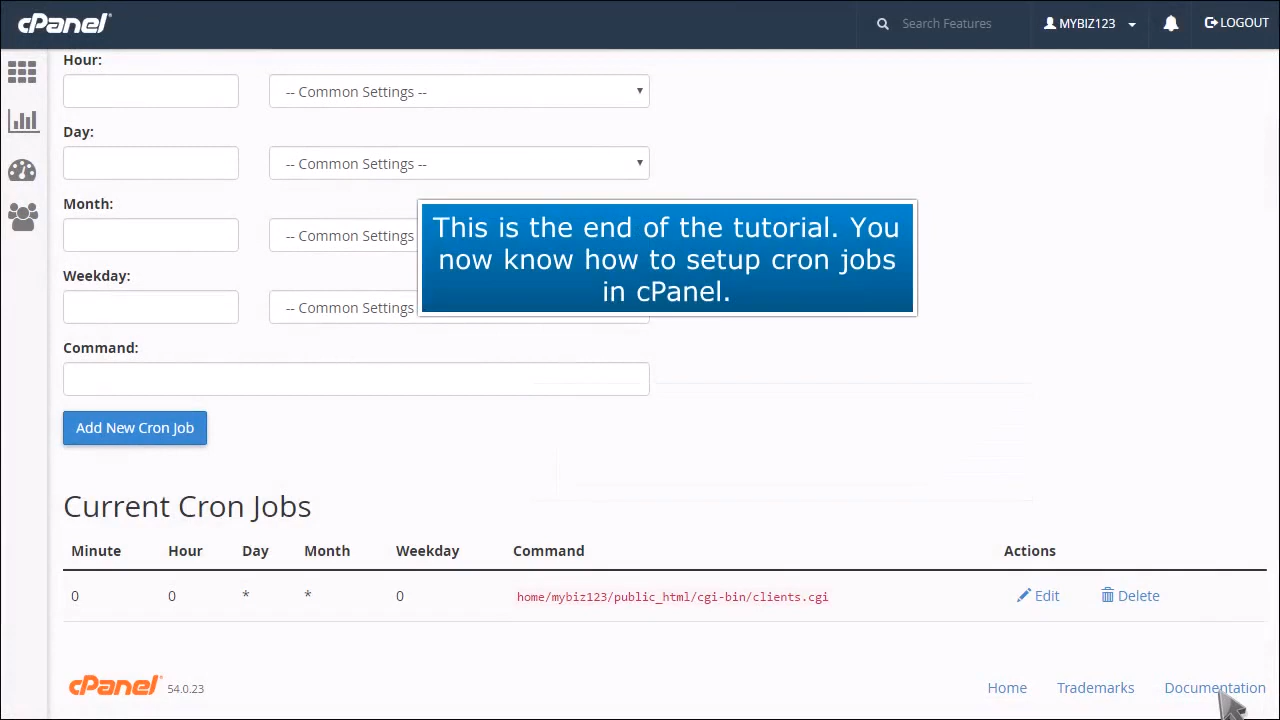 cPanel®
Search Features
MYBIZ123
LOGOUT
Hour:
-- Common Settings --
Day:
-- Common Settings --
Month:
-- Common Settings
Weekday:
-- Common Settings
This is the end of the tutorial. You
now know how to setup cron jobs
in cPanel.
Command:
Add New Cron Job
Current Cron Jobs
Minute Hour Day Month Weekday Command Actions
0 0 * * 0 home/mybiz123/public_html/cgi-bin/clients.cgi Edit Delete
cPanel® 54.0.23 Home Trademarks Documentation